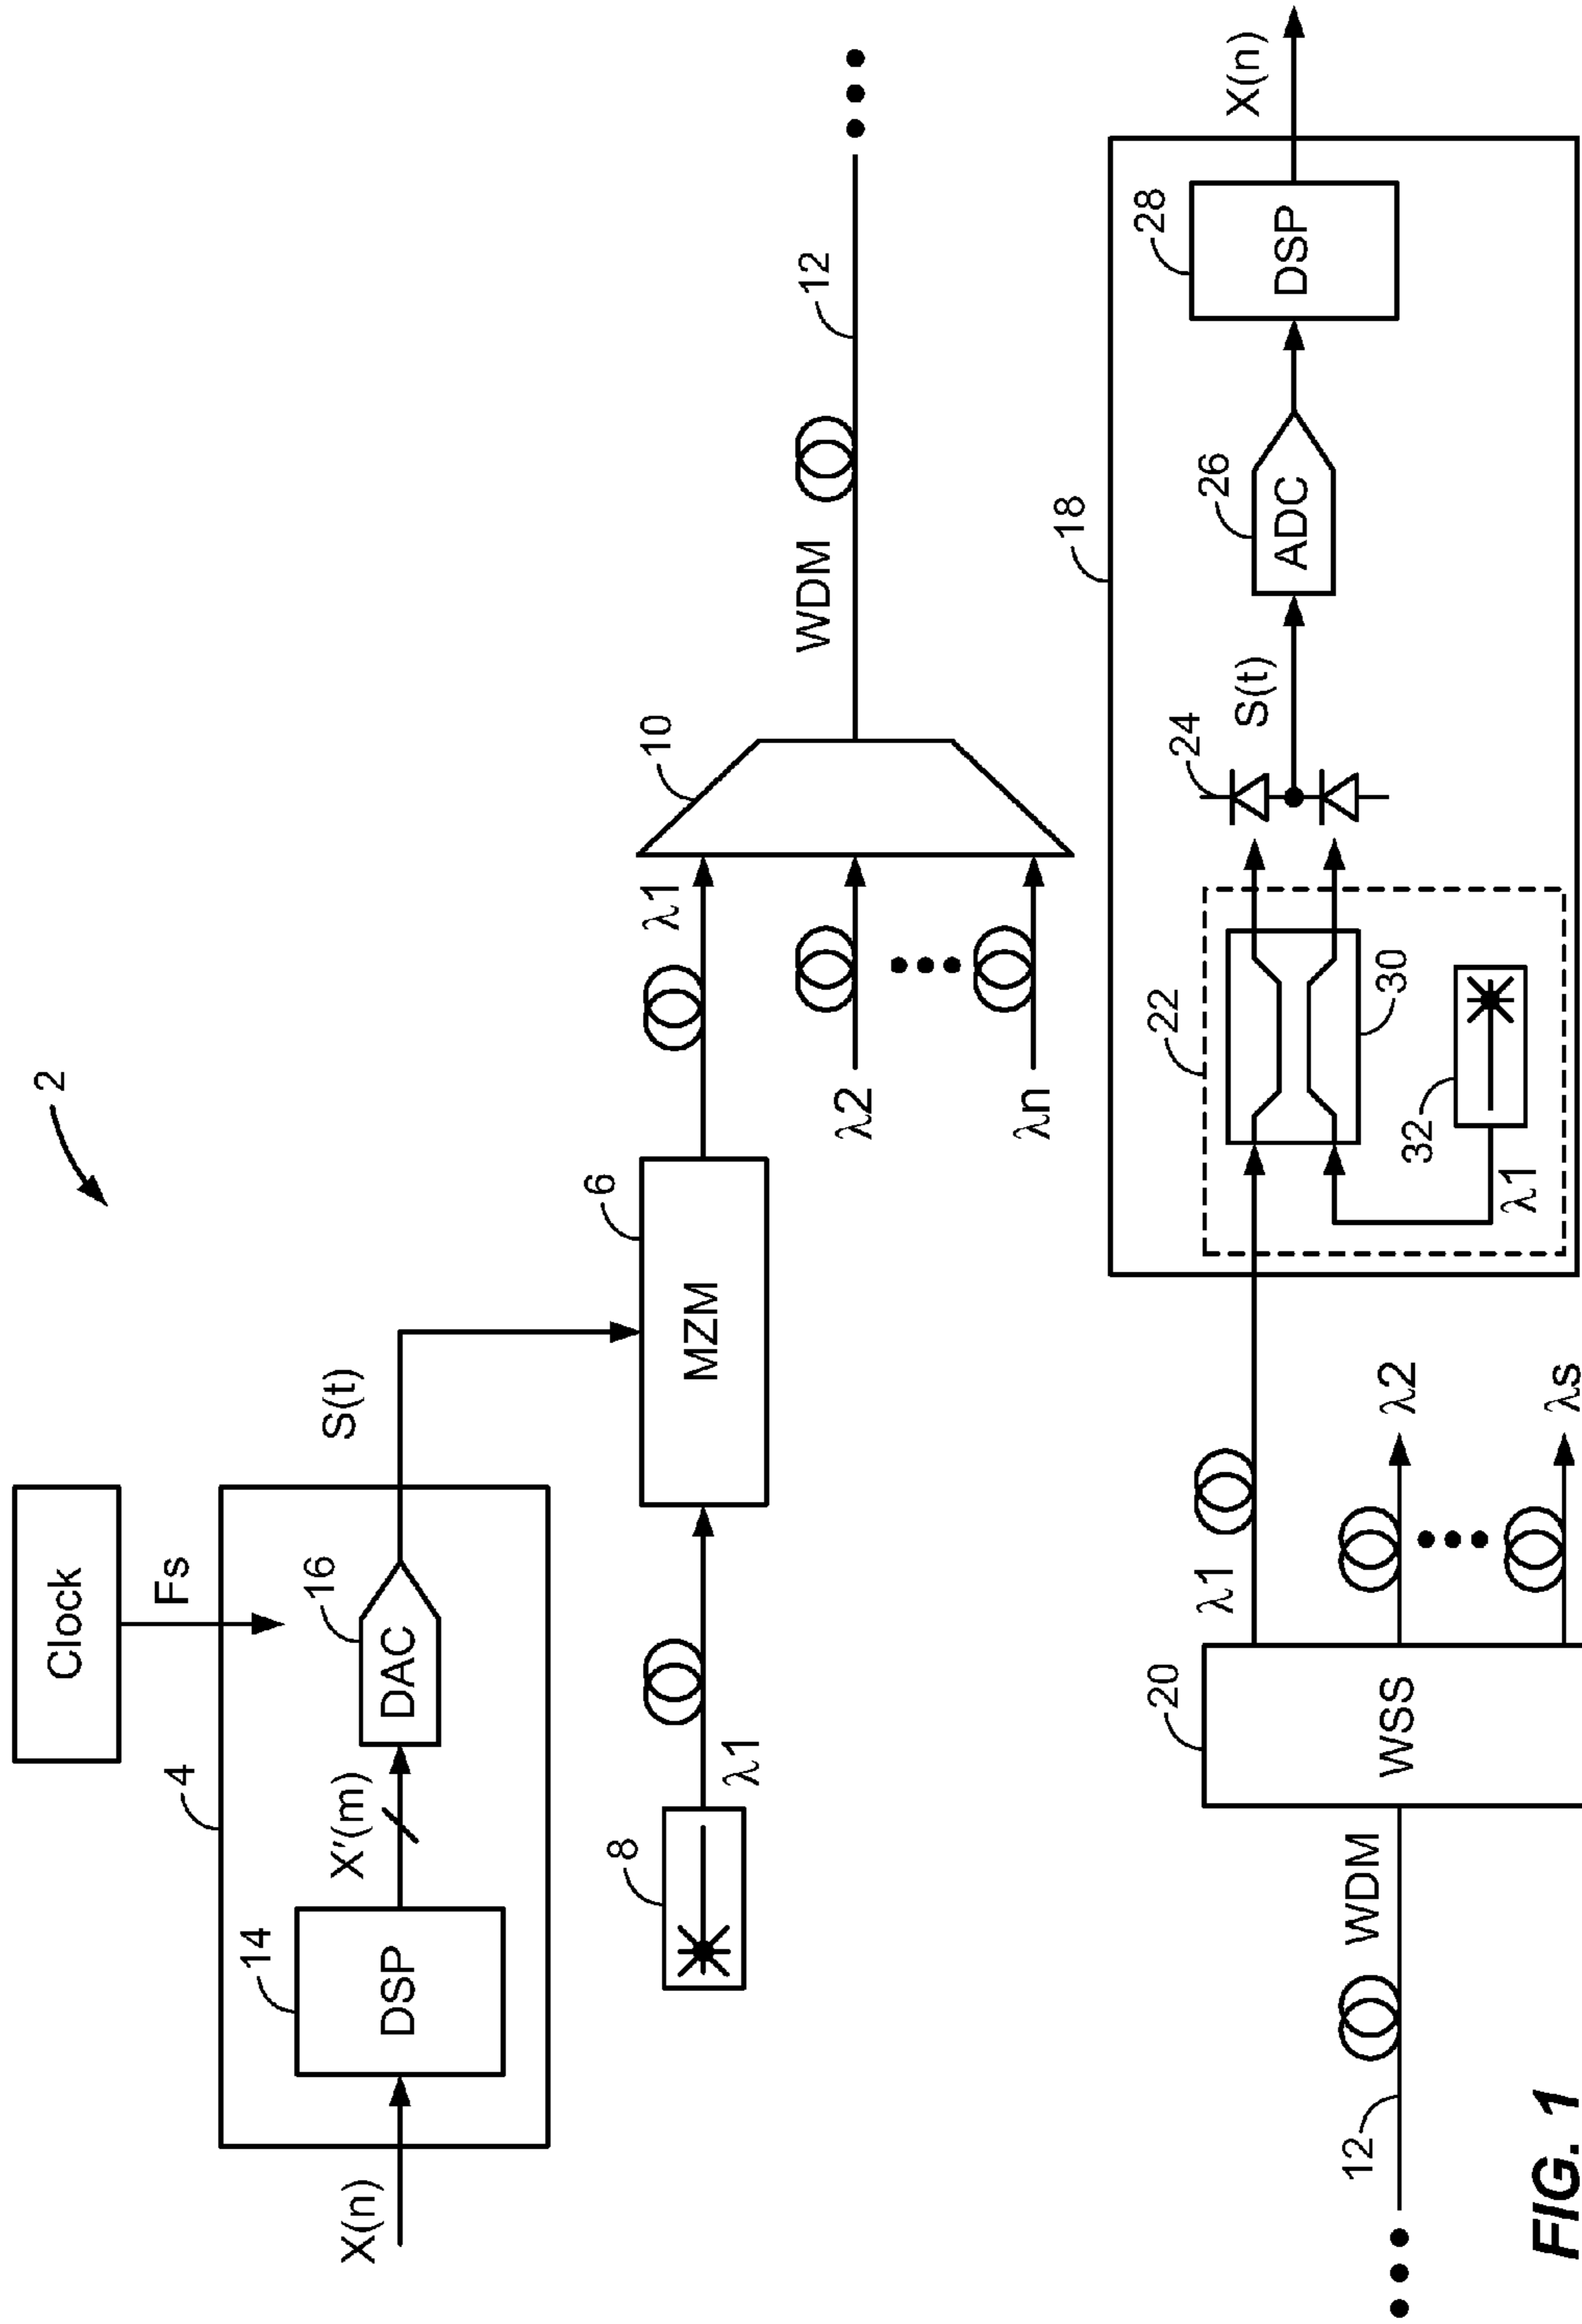 2
Clock
Fs
4
14
DSP
X(n)
X'(m)
16
DAC
S(t)
8
λ1
6
MZM
λ1
10
λ2
λn
WDM
12
12
WDM
20
WSS
λ1
λ2
λs
18
22
30
32
λ1
24
S(t)
26
ADC
28
DSP
X(n)
FIG. 1